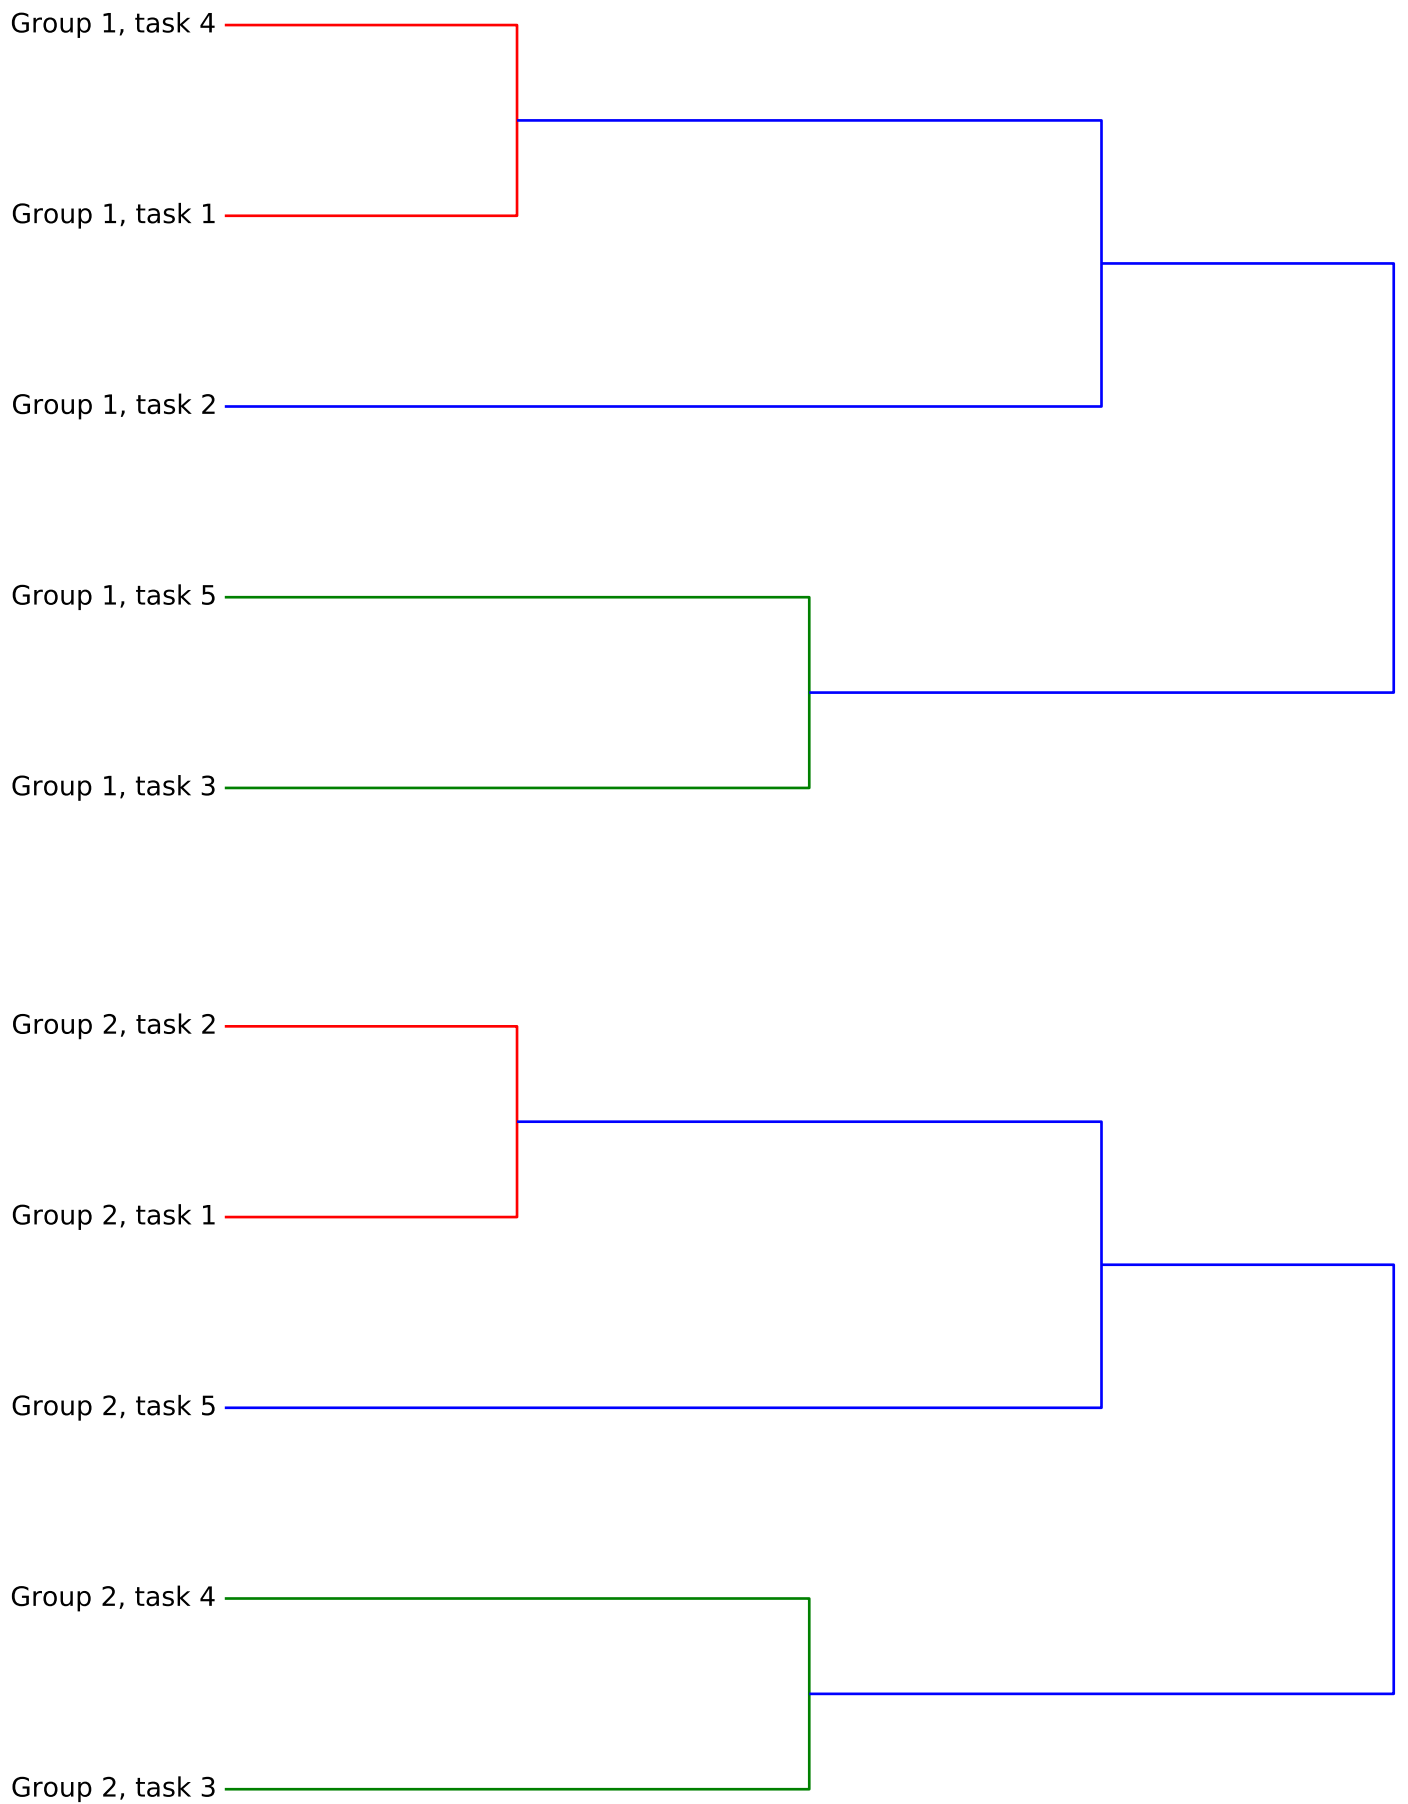 Group 1, task 4
Group 1, task 1
Group 1, task 2
Group 1, task 5
Group 1, task 3
Group 2, task 2
Group 2, task 1
Group 2, task 5
Group 2, task 4
Group 2, task 3